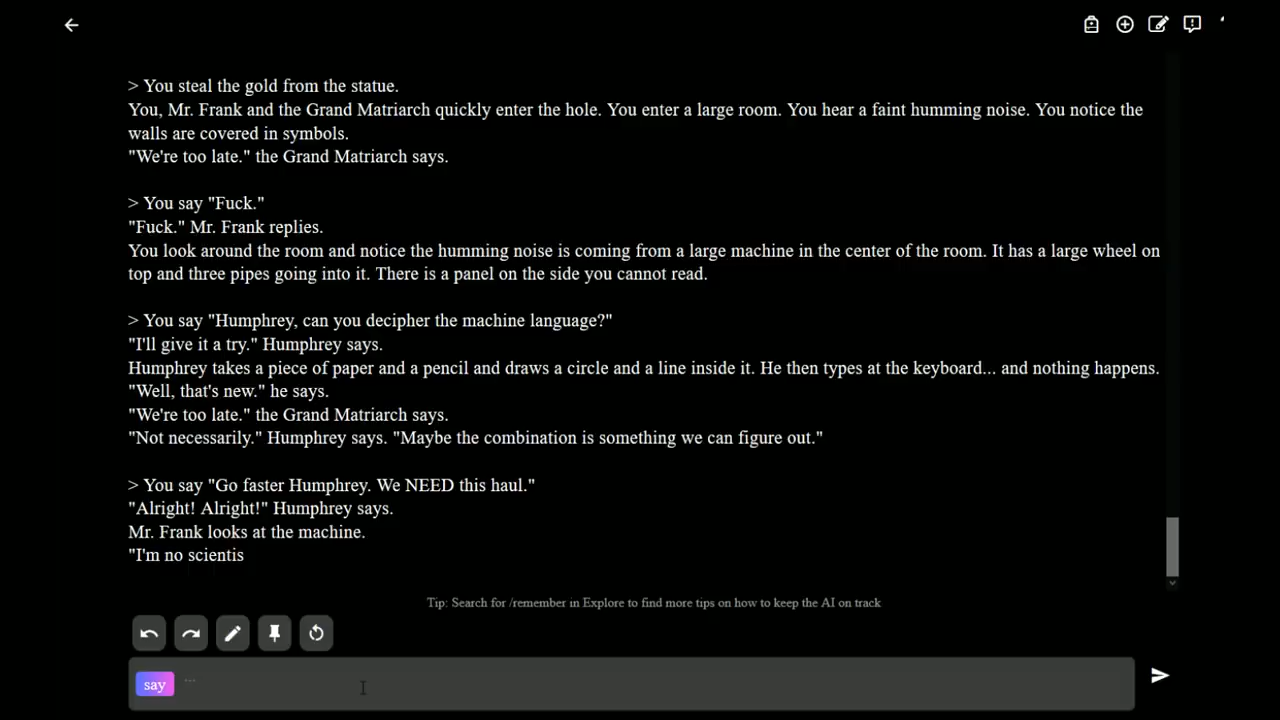 > You steal the gold from the statue.
You, Mr. Frank and the Grand Matriarch quickly enter the hole. You enter a large room. You hear a faint humming noise. You notice the
walls are covered in symbols.
"We're too late." the Grand Matriarch says.
> You say "Fuck."
"Fuck." Mr. Frank replies.
You look around the room and notice the humming noise is coming from a large machine in the center of the room. It has a large wheel on
top and three pipes going into it. There is a panel on the side you cannot read.
> You say "Humphrey, can you decipher the machine language?"
"I'll give it a try." Humphrey says.
Humphrey takes a piece of paper and a pencil and draws a circle and a line inside it. He then types at the keyboard... and nothing happens.
"Well, that's new." he says.
"We're too late." the Grand Matriarch says.
"Not necessarily." Humphrey says. "Maybe the combination is something we can figure out."
> You say "Go faster Humphrey. We NEED this haul."
"Alright! Alright!" Humphrey says.
Mr. Frank looks at the machine.
"I'm no scientis
Tip: Search for /remember in Explore to find more tips on how to keep the AI on track
say ...